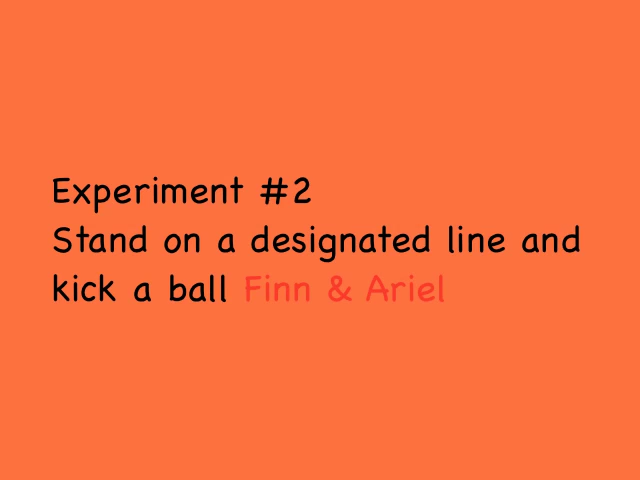 Experiment #2
Stand on a designated line and
kick a ball Finn & Ariel